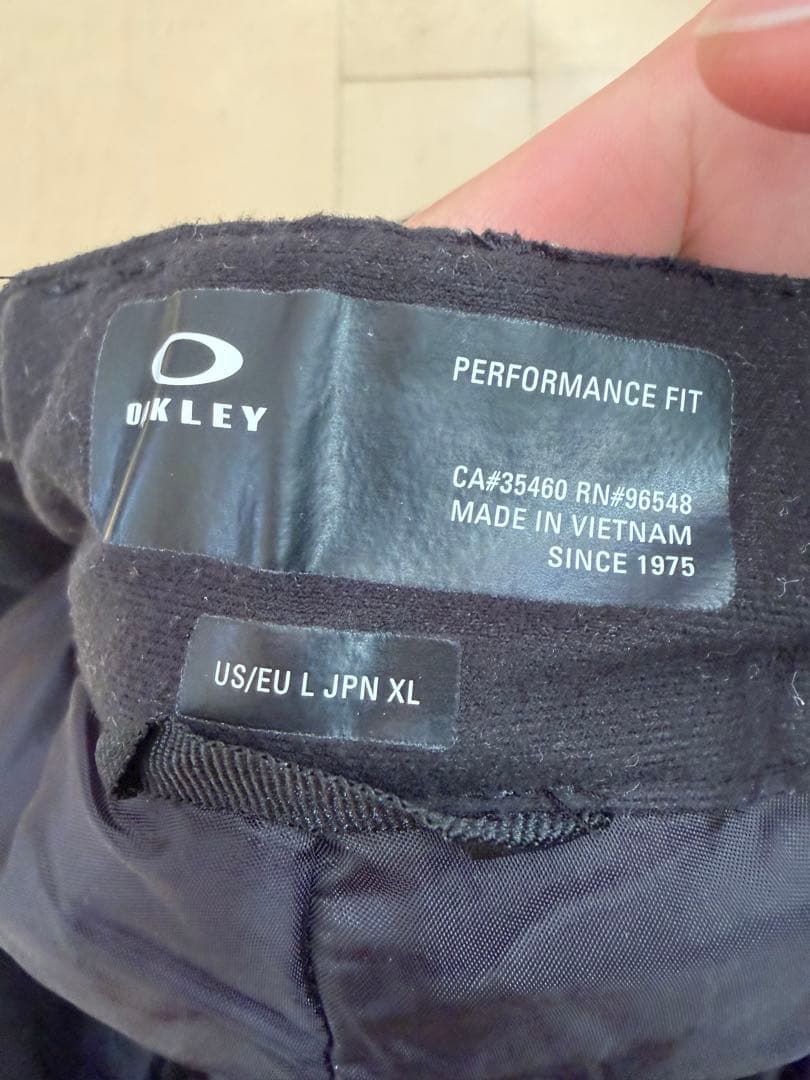 OAKLEY
PERFORMANCE FIT
CA#35460 RN#96548
MADE IN VIETNAM
SINCE 1975
US/EU L JPN XL